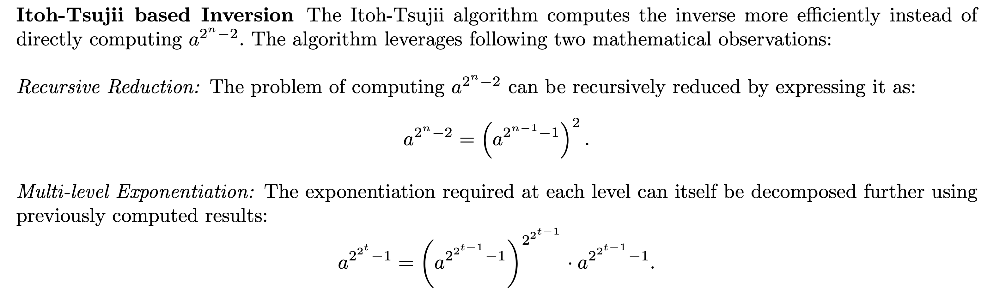 Itoh-Tsujii based Inversion The Itoh-Tsujii algorithm computes the inverse more efficiently instead of
directly computing $a^{2^n-2}$. The algorithm leverages following two mathematical observations:
Recursive Reduction: The problem of computing $a^{2^n-2}$ can be recursively reduced by expressing it as:
$a^{2^n-2} = \left(a^{2^{n-1}-1}\right)^2.$
Multi-level Exponentiation: The exponentiation required at each level can itself be decomposed further using
previously computed results:
$a^{2^{2^t}-1} = \left(a^{2^{2^{t-1}}-1}\right)^{2^{2^{t-1}}} \cdot a^{2^{2^{t-1}}-1}.$